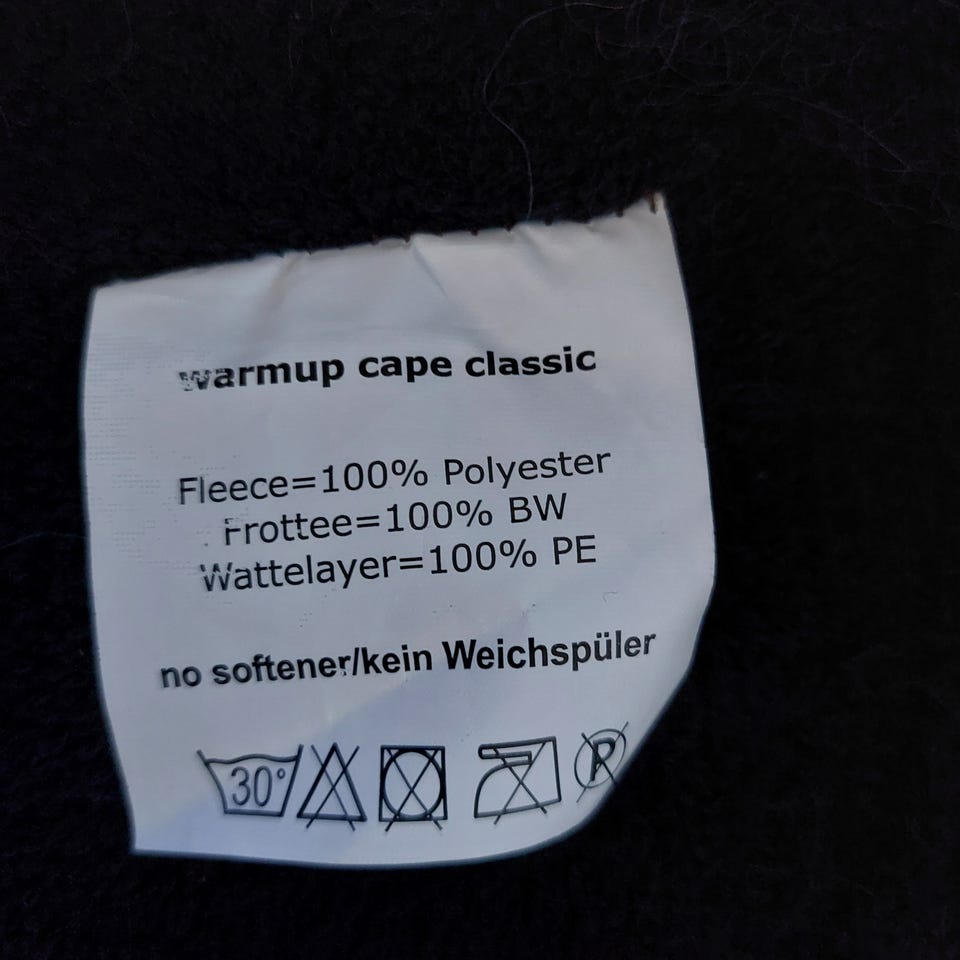 warmup cape classic
Fleece=100% Polyester
Frottee=100% BW
Wattelayer=100% PE
no softener/kein Weichspüler
30° P